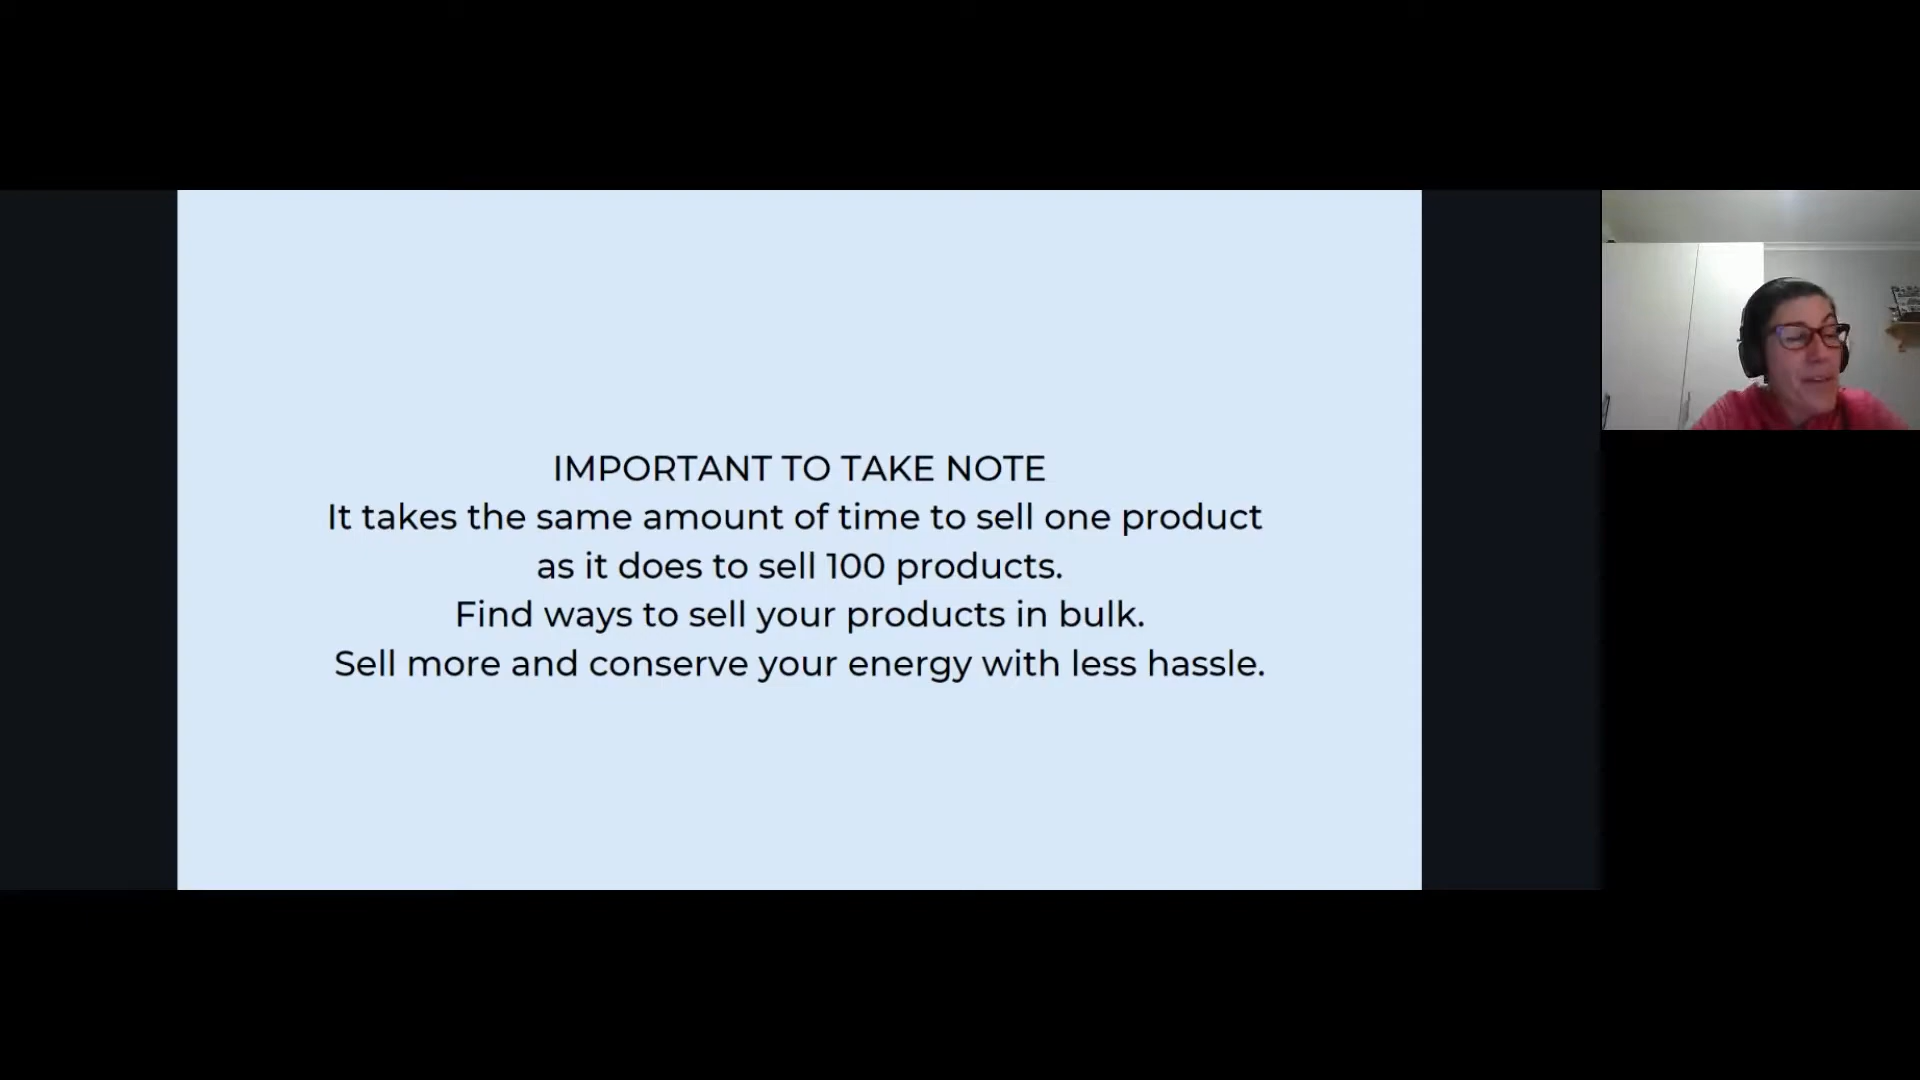 IMPORTANT TO TAKE NOTE
It takes the same amount of time to sell one product
as it does to sell 100 products.
Find ways to sell your products in bulk.
Sell more and conserve your energy with less hassle.